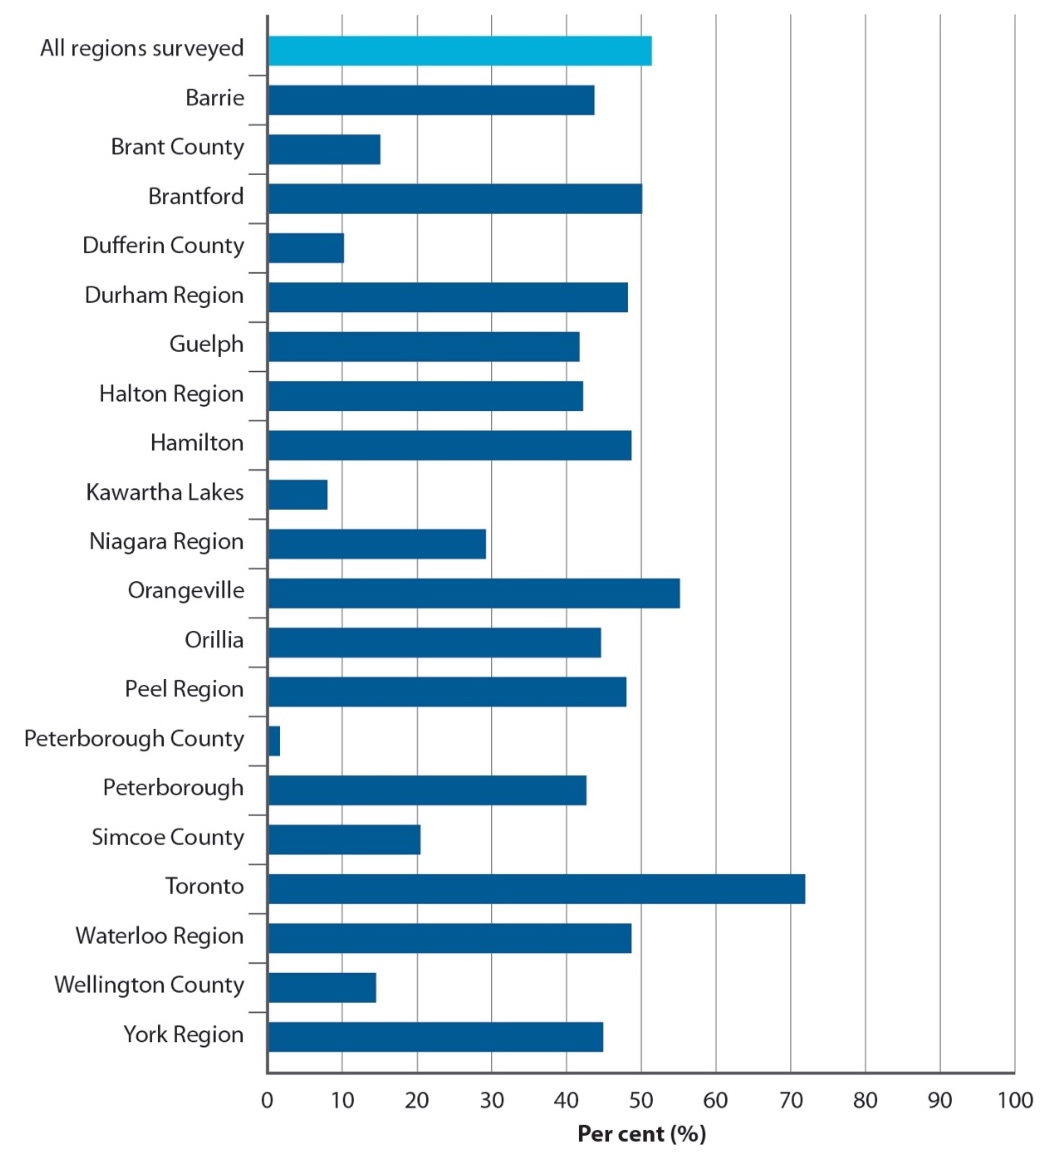 All regions surveyed
Barrie
Brant County
Brantford
Dufferin County
Durham Region
Guelph
Halton Region
Hamilton
Kawartha Lakes
Niagara Region
Orangeville
Orillia
Peel Region
Peterborough County
Peterborough
Simcoe County
Toronto
Waterloo Region
Wellington County
York Region
0 10 20 30 40 50 60 70 80 90 100
Per cent (%)